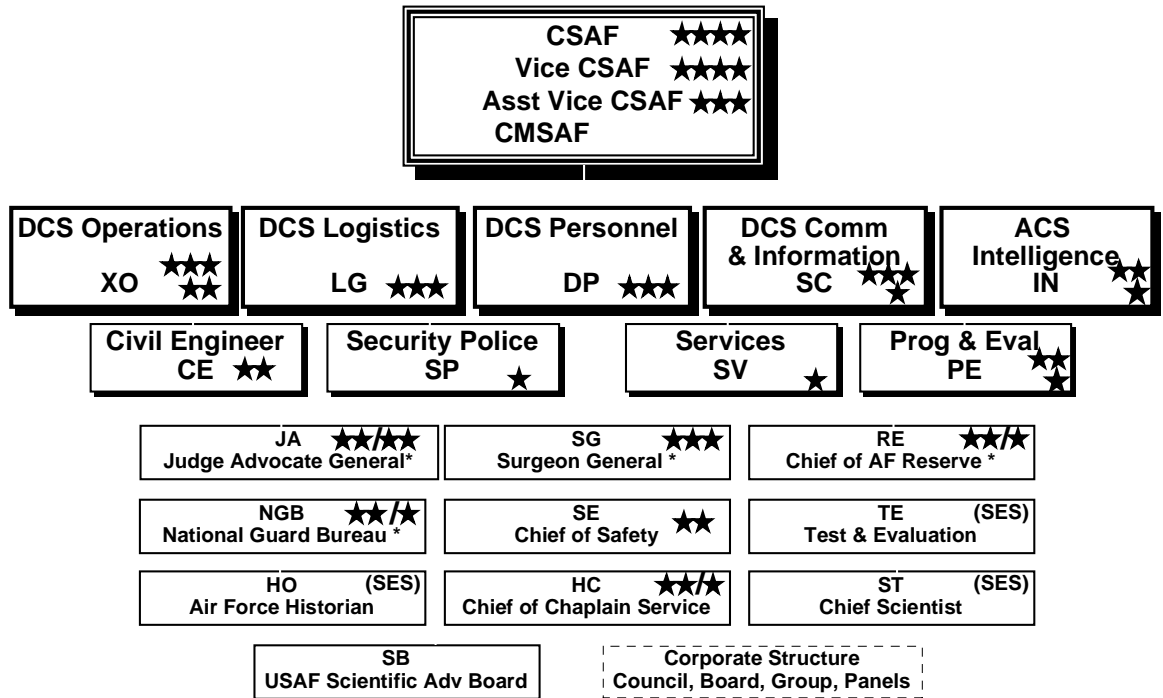 CSAF ★★★★
Vice CSAF ★★★★
Asst Vice CSAF ★★★
CMSAF
DCS Operations
XO ★★★
★★
DCS Logistics
LG ★★★
DCS Personnel
DP ★★★
DCS Comm
& Information
SC ★★★
★
ACS
Intelligence
IN ★★
★
Civil Engineer
CE ★★
Security Police
SP ★
Services
SV ★
Prog & Eval
PE ★★
★
JA ★★/★★
Judge Advocate General*
SG ★★★
Surgeon General *
RE ★★/★
Chief of AF Reserve *
NGB ★★/★
National Guard Bureau *
SE
Chief of Safety ★★
TE (SES)
Test & Evaluation
HO (SES)
Air Force Historian
HC ★★/★
Chief of Chaplain Service
ST (SES)
Chief Scientist
SB
USAF Scientific Adv Board
Corporate Structure
Council, Board, Group, Panels